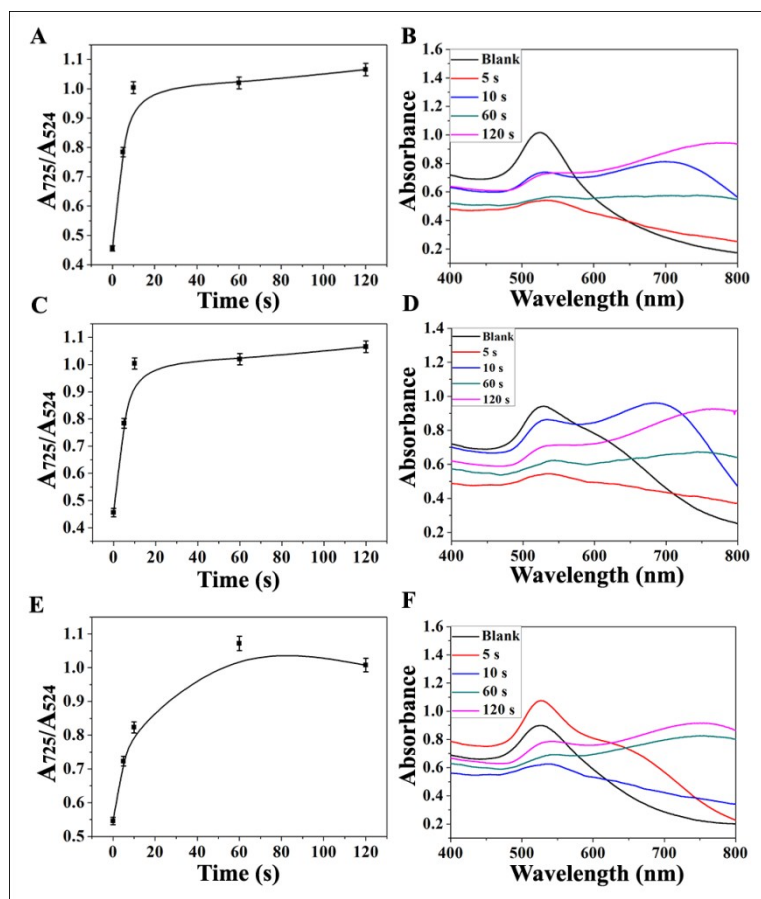 A
A725/A524
1.1
1.0
0.9
0.8
0.7
0.6
0.5
0.4
0 20 40 60 80 100 120
Time (s)
B
Absorbance
1.6
1.4
1.2
1.0
0.8
0.6
0.4
0.2
Blank
5 s
10 s
60 s
120 s
400 500 600 700 800
Wavelength (nm)
C
A725/A524
1.1
1.0
0.9
0.8
0.7
0.6
0.5
0.4
0 20 40 60 80 100 120
Time (s)
D
Absorbance
1.4
1.2
1.0
0.8
0.6
0.4
0.2
Blank
5 s
10 s
60 s
120 s
400 500 600 700 800
Wavelength (nm)
E
A725/A524
1.1
1.0
0.9
0.8
0.7
0.6
0.5
0 20 40 60 80 100 120
Time (s)
F
Absorbance
1.6
1.4
1.2
1.0
0.8
0.6
0.4
0.2
Blank
5 s
10 s
60 s
120 s
400 500 600 700 800
Wavelength (nm)